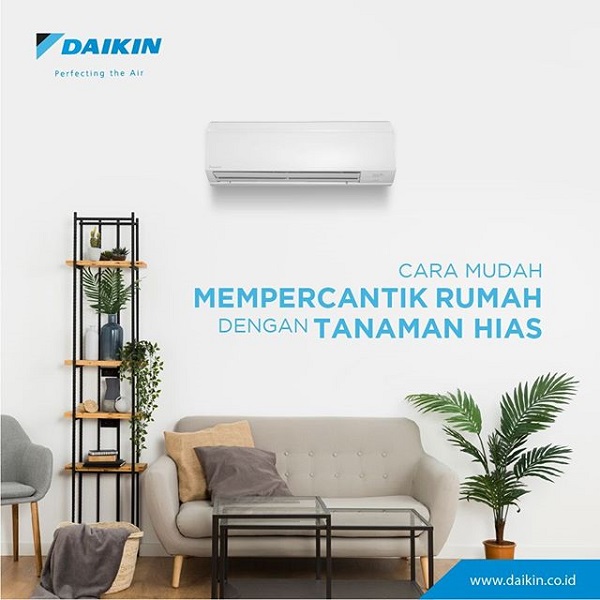 DAIKIN
Perfecting the Air
CARA MUDAH
MEMPERCANTIK RUMAH
DENGAN TANAMAN HIAS
www.daikin.co.id